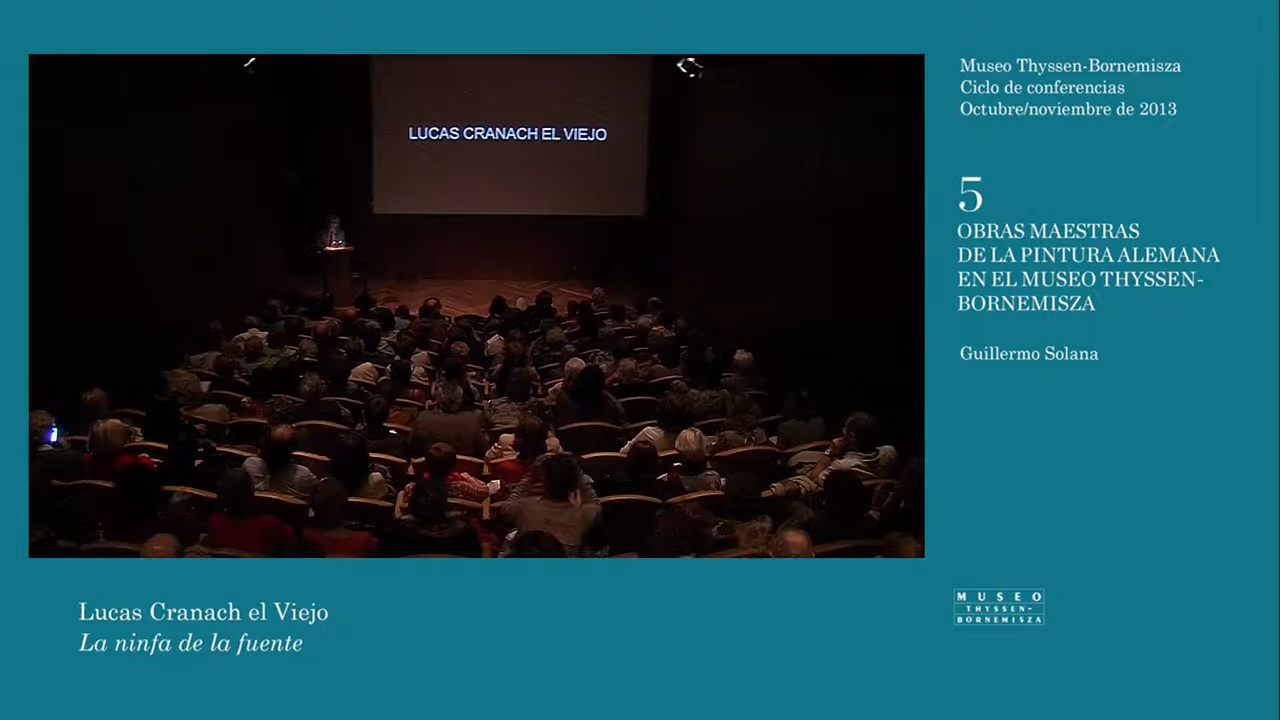 LUCAS CRANACH EL VIEJO
Museo Thyssen-Bornemisza
Ciclo de conferencias
Octubre/noviembre de 2013
5
OBRAS MAESTRAS
DE LA PINTURA ALEMANA
EN EL MUSEO THYSSEN-
BORNEMISZA
Guillermo Solana
Lucas Cranach el Viejo
La ninfa de la fuente
MUSEO
THYSSEN-
BORNEMISZA